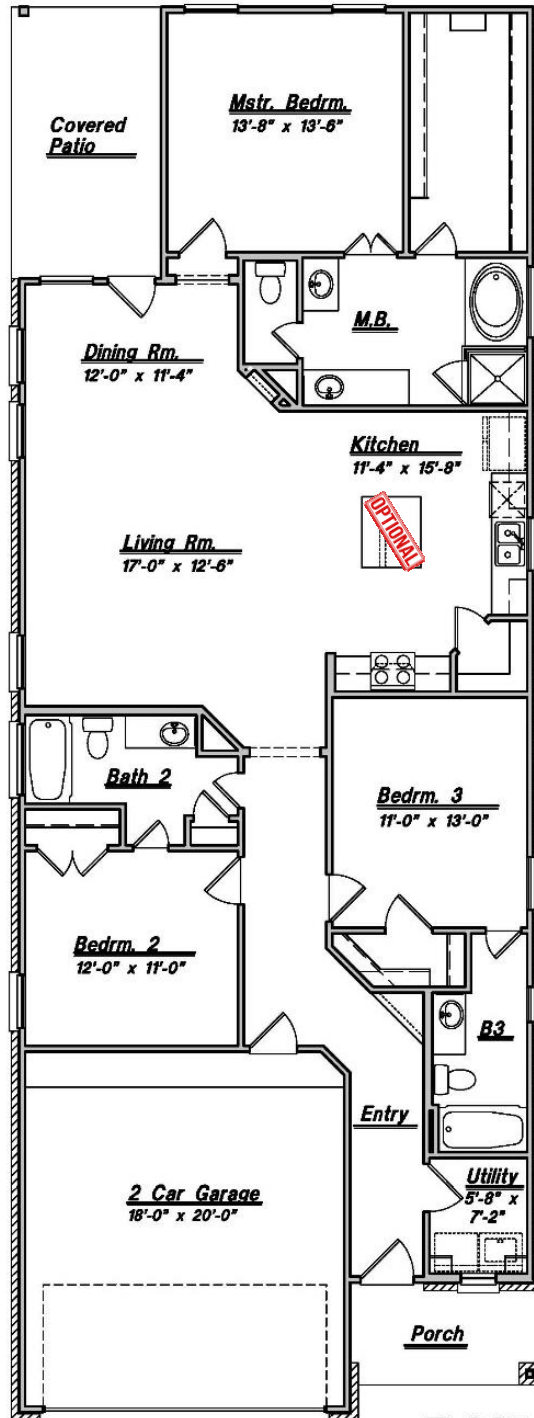 Mstr. Bedrm.
13'-8" x 13'-6"
Covered
Patio
M.B.
Dining Rm.
12'-0" x 11'-4"
Kitchen
11'-4" x 15'-8"
OPTIONAL
Living Rm.
17'-0" x 12'-6"
Bath 2
Bedrm. 3
11'-0" x 13'-0"
Bedrm. 2
12'-0" x 11'-0"
B3
Entry
2 Car Garage
18'-0" x 20'-0"
Utility
5'-8" x
7'-2"
Porch